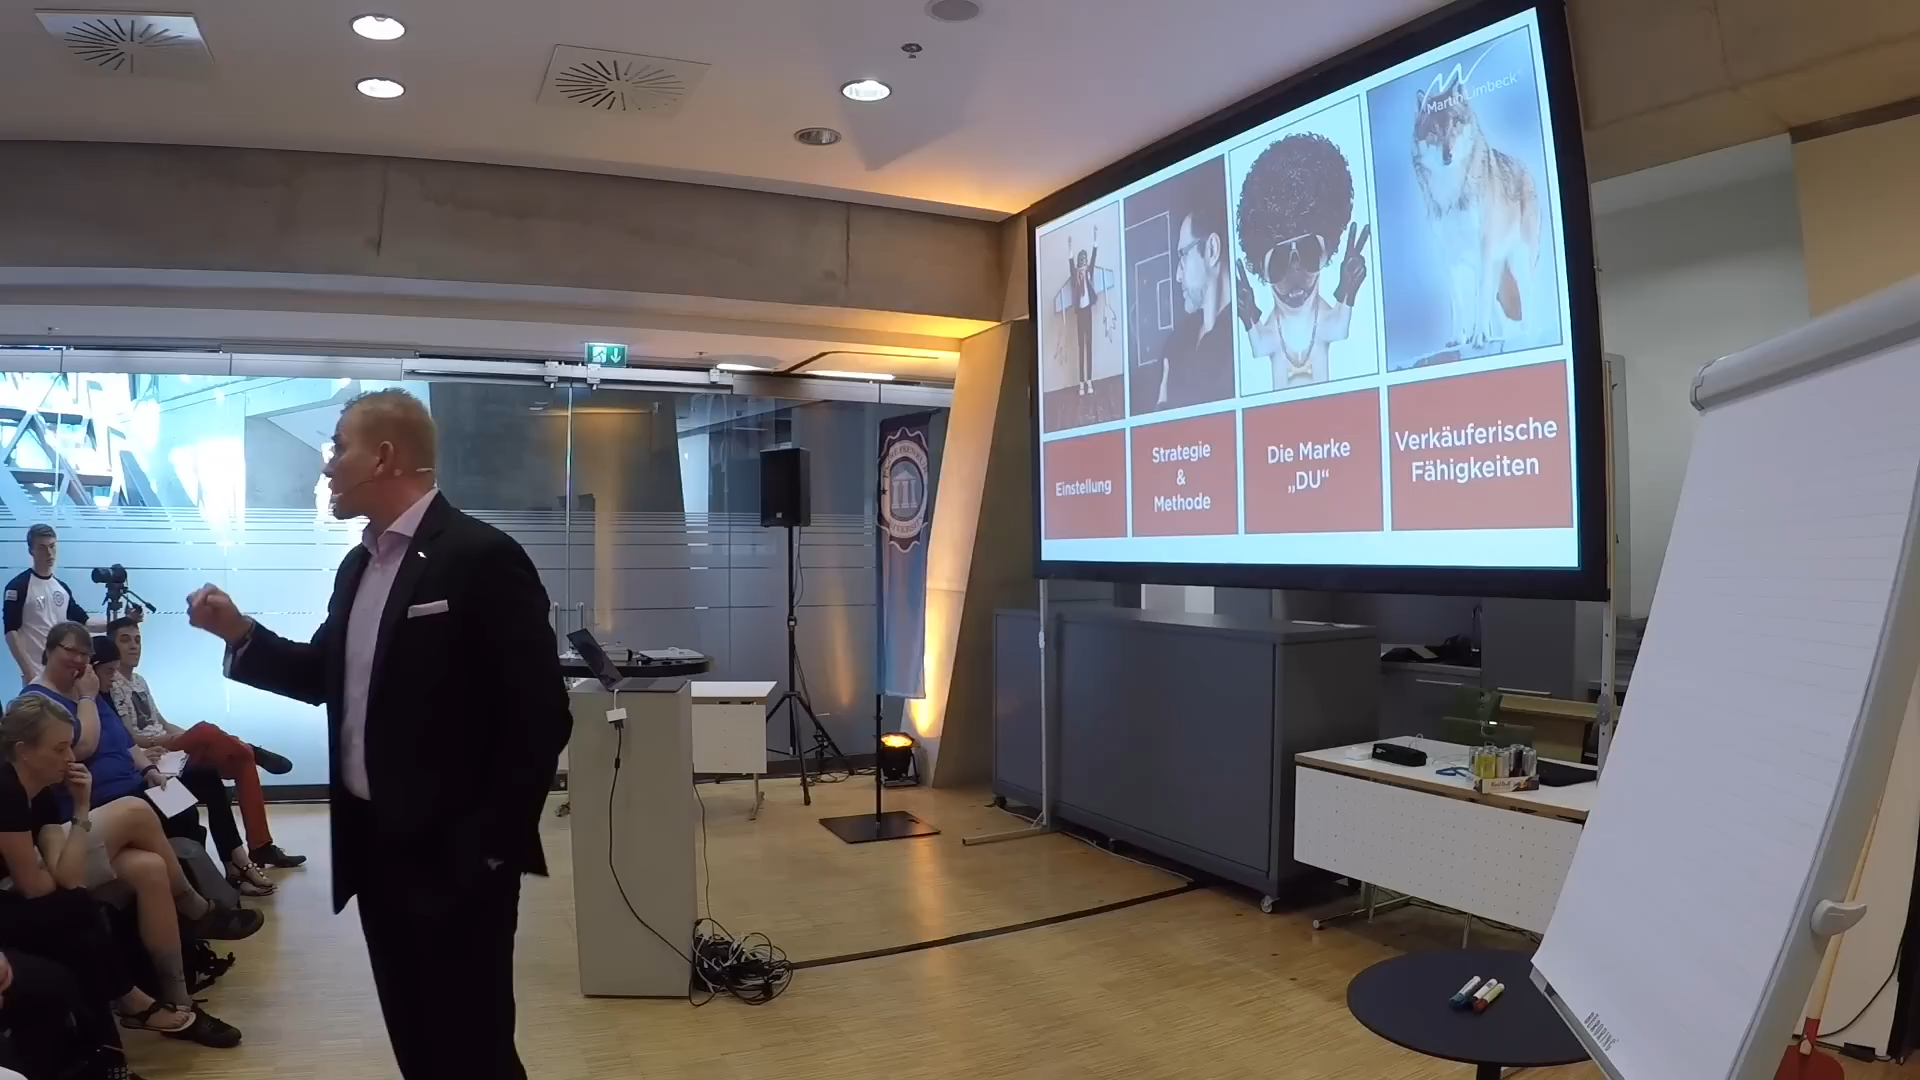 Martin Limbeck
Einstellung
Strategie
&
Methode
Die Marke
„DU“
Verkäuferische
Fähigkeiten